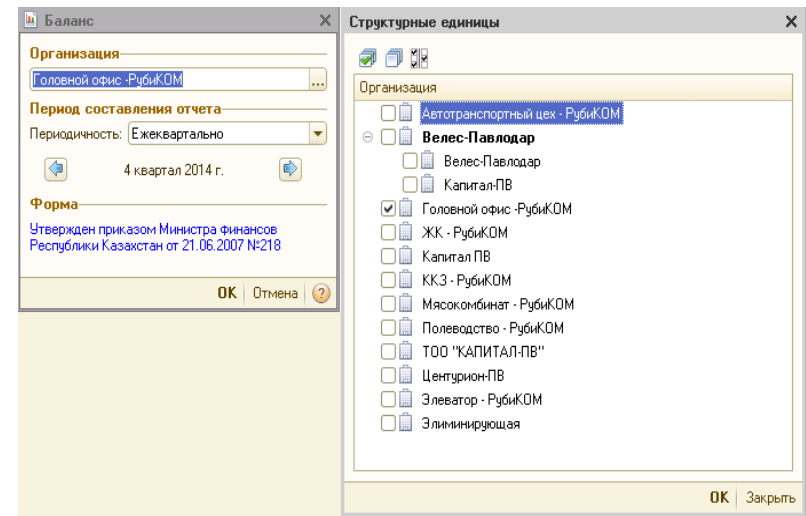 Баланс
Организация
Головной офис -РубиКОМ
...
Период составления отчета
Периодичность: Ежеквартально
4 квартал 2014 г.
Форма
Утвержден приказом Министра финансов
Республики Казахстан от 21.06.2007 №218
OK Отмена ?
Структурные единицы
Организация
Автотранспортный цех - РубиКОМ
Велес-Павлодар
Велес-Павлодар
Капитал-ПВ
Головной офис -РубиКОМ
ЖК - РубиКОМ
Капитал ПВ
ККЗ - РубиКОМ
Мясокомбинат - РубиКОМ
Полеводство - РубиКОМ
ТОО "КАПИТАЛ-ПВ"
Центурион-ПВ
Элеватор - РубиКОМ
Элиминирующая
OK Закрыть